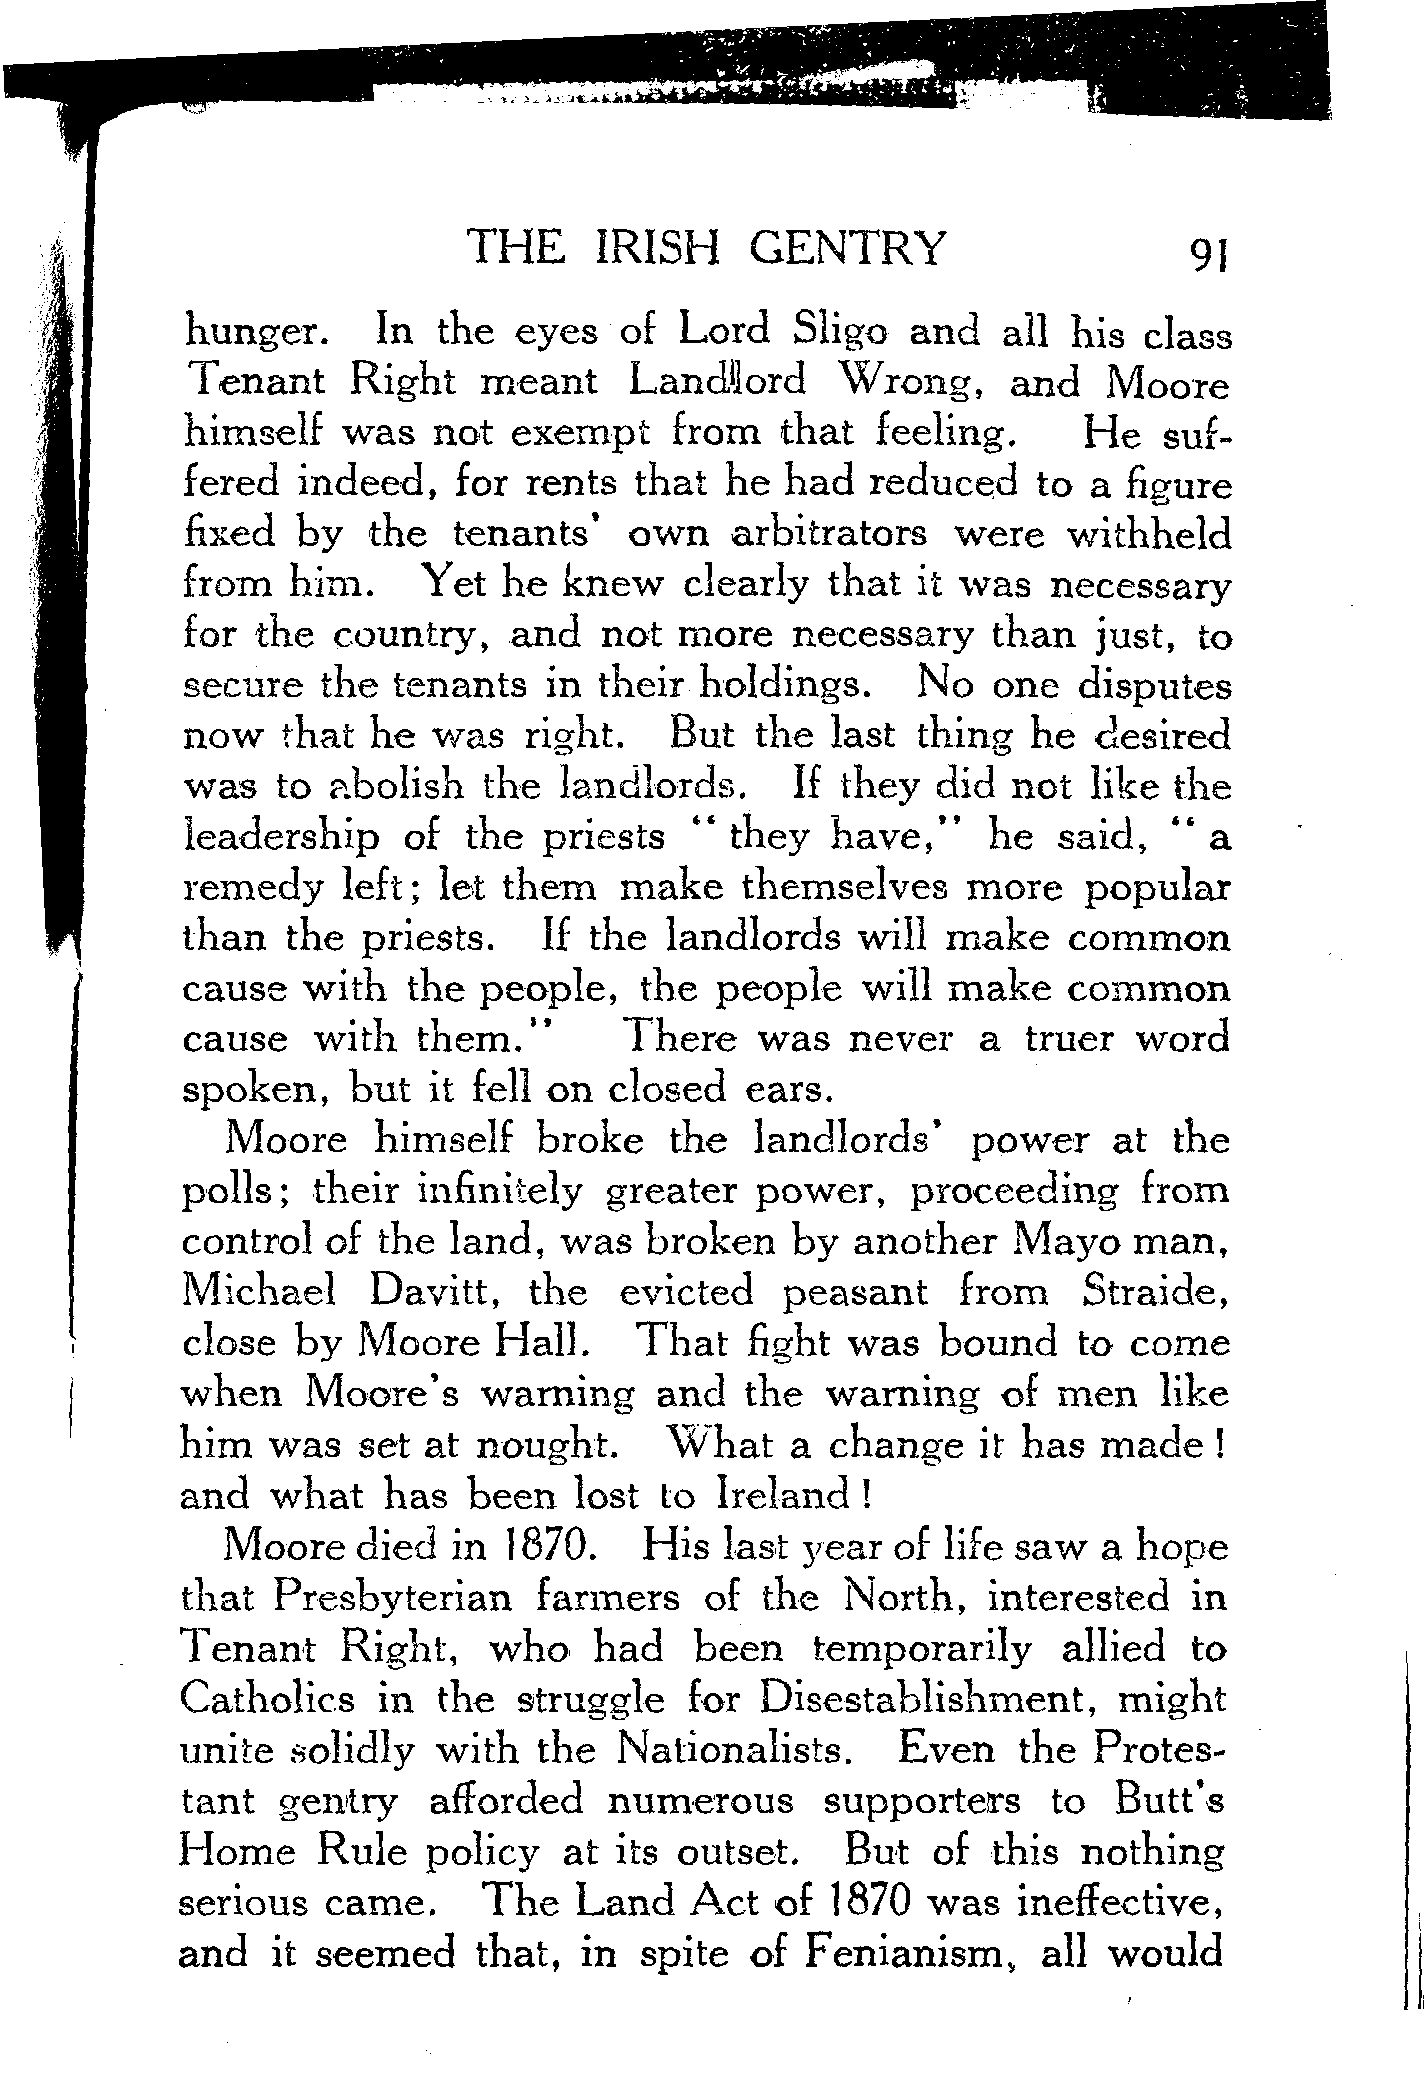 THE IRISH GENTRY 91
hunger. In the eyes of Lord Sligo and all his class
Tenant Right meant Landlord Wrong, and Moore
himself was not exempt from that feeling. He suf-
fered indeed, for rents that he had reduced to a figure
fixed by the tenants' own arbitrators were withheld
from him. Yet he knew clearly that it was necessary
for the country, and not more necessary than just, to
secure the tenants in their holdings. No one disputes
now that he was right. But the last thing he desired
was to abolish the landlords. If they did not like the
leadership of the priests "they have," he said, "a
remedy left; let them make themselves more popular
than the priests. If the landlords will make common
cause with the people, the people will make common
cause with them." There was never a truer word
spoken, but it fell on closed ears.
Moore himself broke the landlords' power at the
polls; their infinitely greater power, proceeding from
control of the land, was broken by another Mayo man,
Michael Davitt, the evicted peasant from Straide,
close by Moore Hall. That fight was bound to come
when Moore's warning and the warning of men like
him was set at nought. What a change it has made!
and what has been lost to Ireland!
Moore died in 1870. His last year of life saw a hope
that Presbyterian farmers of the North, interested in
Tenant Right, who had been temporarily allied to
Catholics in the struggle for Disestablishment, might
unite solidly with the Nationalists. Even the Protes-
tant gentry afforded numerous supporters to Butt's
Home Rule policy at its outset. But of this nothing
serious came. The Land Act of 1870 was ineffective,
and it seemed that, in spite of Fenianism, all would